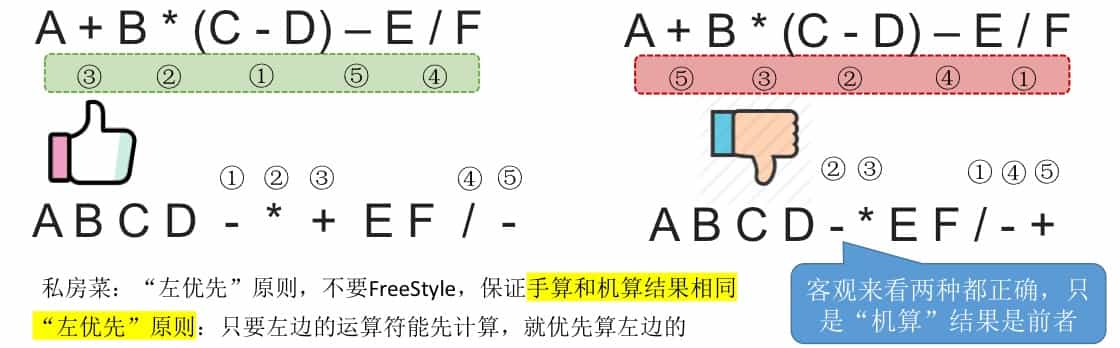 A + B * (C - D) – E / F
③ ② ① ⑤ ④
① ② ③ ④ ⑤
A B C D - * + E F / -
A + B * (C - D) – E / F
⑤ ③ ② ④ ①
② ③ ① ④ ⑤
A B C D - * E F / - +
私房菜：“左优先”原则，不要FreeStyle，保证手算和机算结果相同
“左优先”原则：只要左边的运算符能先计算，就优先算左边的
客观来看两种都正确，只
是“机算”结果是前者